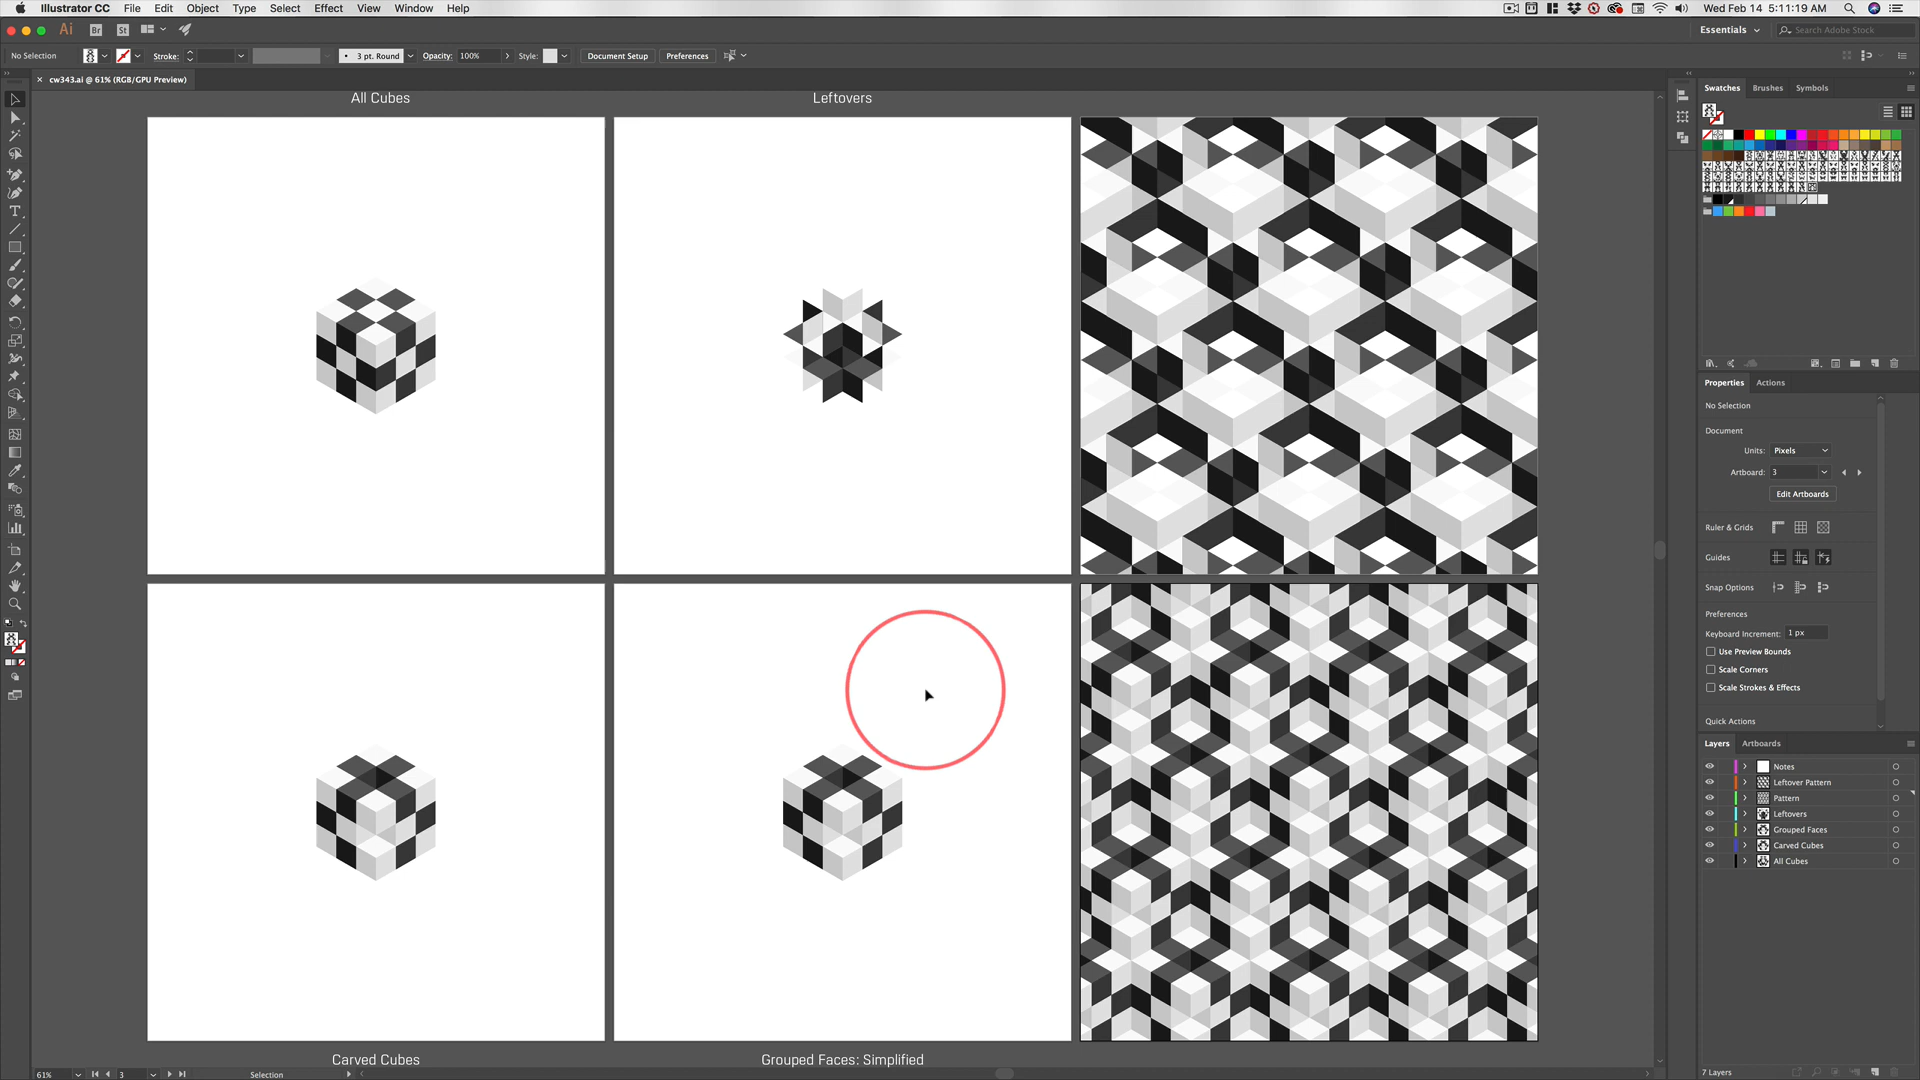 Illustrator CC File Edit Object Type Select Effect View Window Help
Wed Feb 14 5:11:19 AM
Ai Br St
Essentials
Search Adobe Stock
No Selection
Stroke:
3 pt. Round
Opacity: 100%
Style:
Document Setup
Preferences
× cw343.ai @ 61% (RGB/GPU Preview)
All Cubes
Leftovers
Carved Cubes
Grouped Faces: Simplified
Swatches Brushes Symbols
Properties Actions
No Selection
Document
Units: Pixels
Artboard: 3
Edit Artboards
Ruler & Grids
Guides
Snap Options
Preferences
Keyboard Increment: 1 px
Use Preview Bounds
Scale Corners
Scale Strokes & Effects
Quick Actions
Layers Artboards
Notes
Leftover Pattern
Pattern
Leftovers
Grouped Faces
Carved Cubes
All Cubes
7 Layers
61%
3
Selection